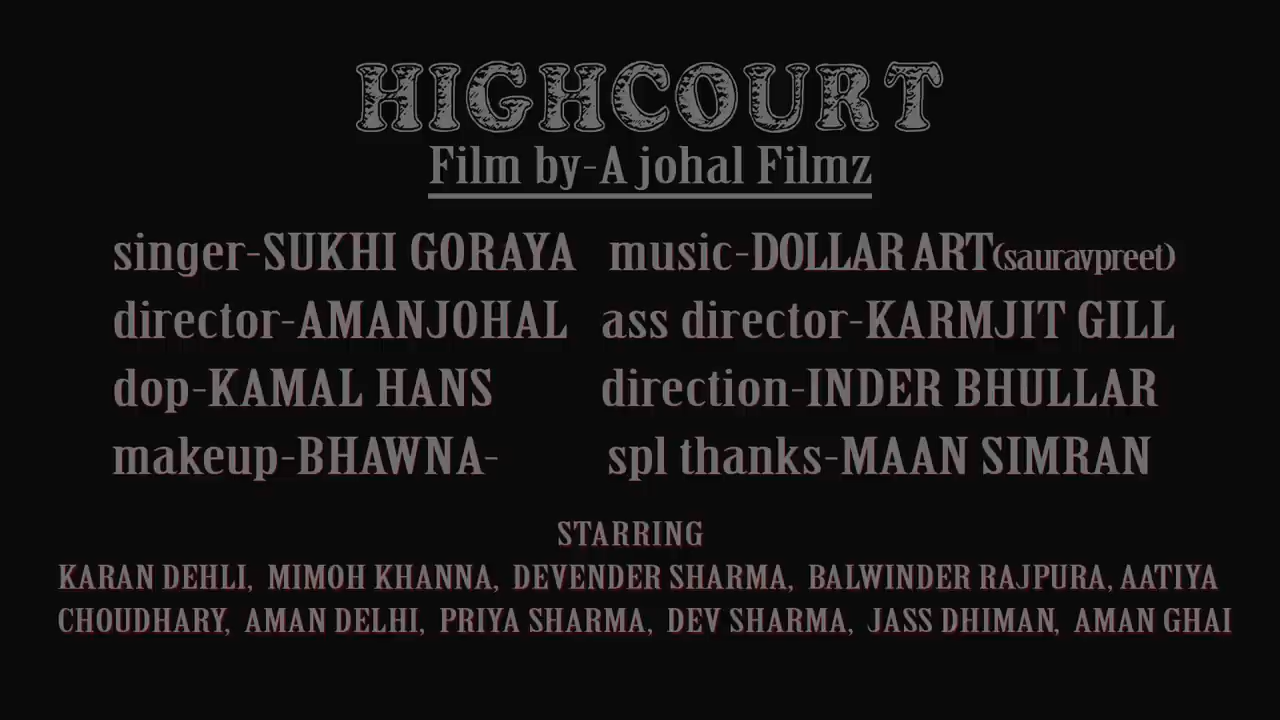 HIGHCOURT
Film by-A johal Filmz
singer-SUKHI GORAYA music-DOLLAR ART(sauravpreet)
director-AMANJOHAL ass director-KARMJIT GILL
dop-KAMAL HANS direction-INDER BHULLAR
makeup-BHAWNA- spl thanks-MAAN SIMRAN
STARRING
KARAN DEHLI, MIMOH KHANNA, DEVENDER SHARMA, BALWINDER RAJPURA, AATIYA
CHOUDHARY, AMAN DELHI, PRIYA SHARMA, DEV SHARMA, JASS DHIMAN, AMAN GHAI